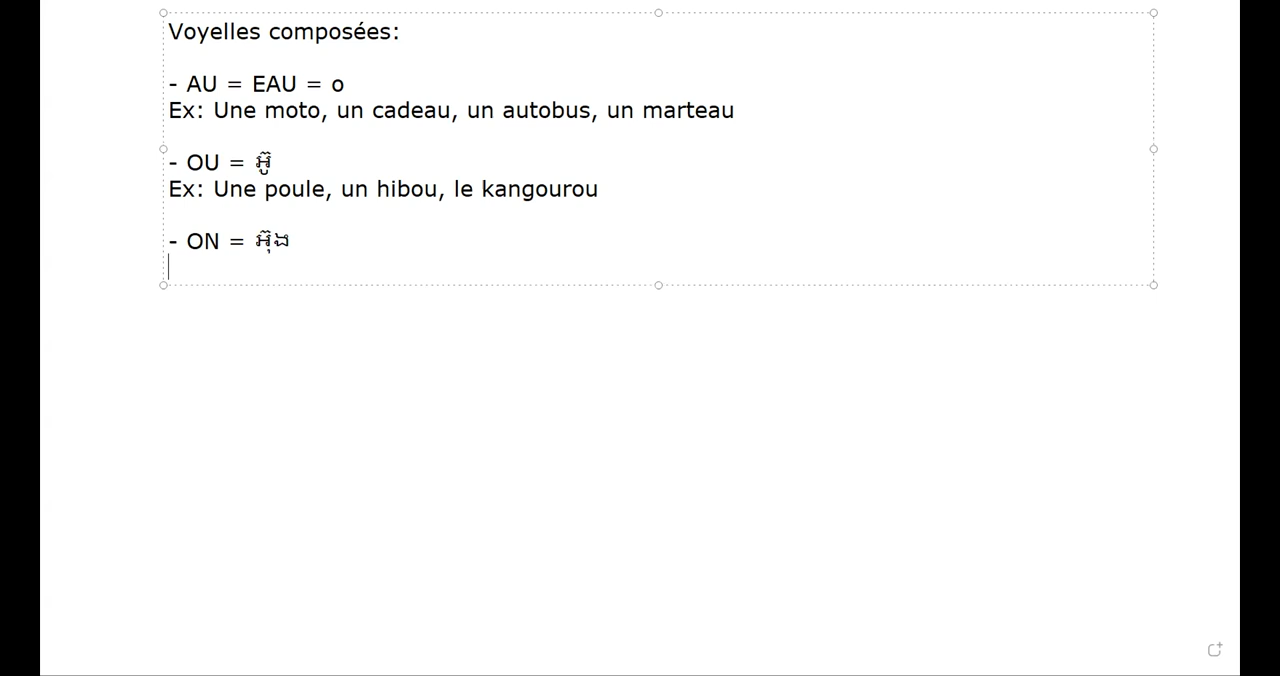 Voyelles composées:
- AU = EAU = o
Ex: Une moto, un cadeau, un autobus, un marteau
- OU = អ៊ូ
Ex: Une poule, un hibou, le kangourou
- ON = អ៊ុង